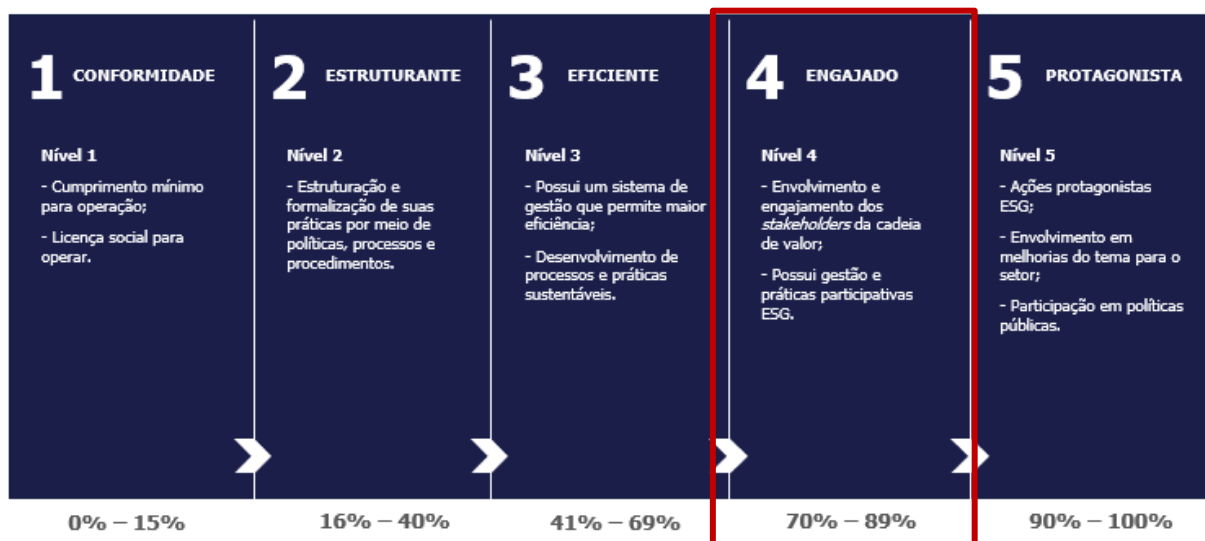 1 CONFORMIDADE
Nível 1
- Cumprimento mínimo
para operação;
- Licença social para
operar.
0% – 15%
2 ESTRUTURANTE
Nível 2
- Estruturação e
formalização de suas
práticas por meio de
políticas, processos e
procedimentos.
16% – 40%
3 EFICIENTE
Nível 3
- Possui um sistema de
gestão que permite maior
eficiência;
- Desenvolvimento de
processos e práticas
sustentáveis.
41% – 69%
4 ENGAJADO
Nível 4
- Envolvimento e
engajamento dos
stakeholders da cadeia
de valor;
- Possui gestão e
práticas participativas
ESG.
70% – 89%
5 PROTAGONISTA
Nível 5
- Ações protagonistas
ESG;
- Envolvimento em
melhorias do tema para o
setor;
- Participação em políticas
públicas.
90% – 100%